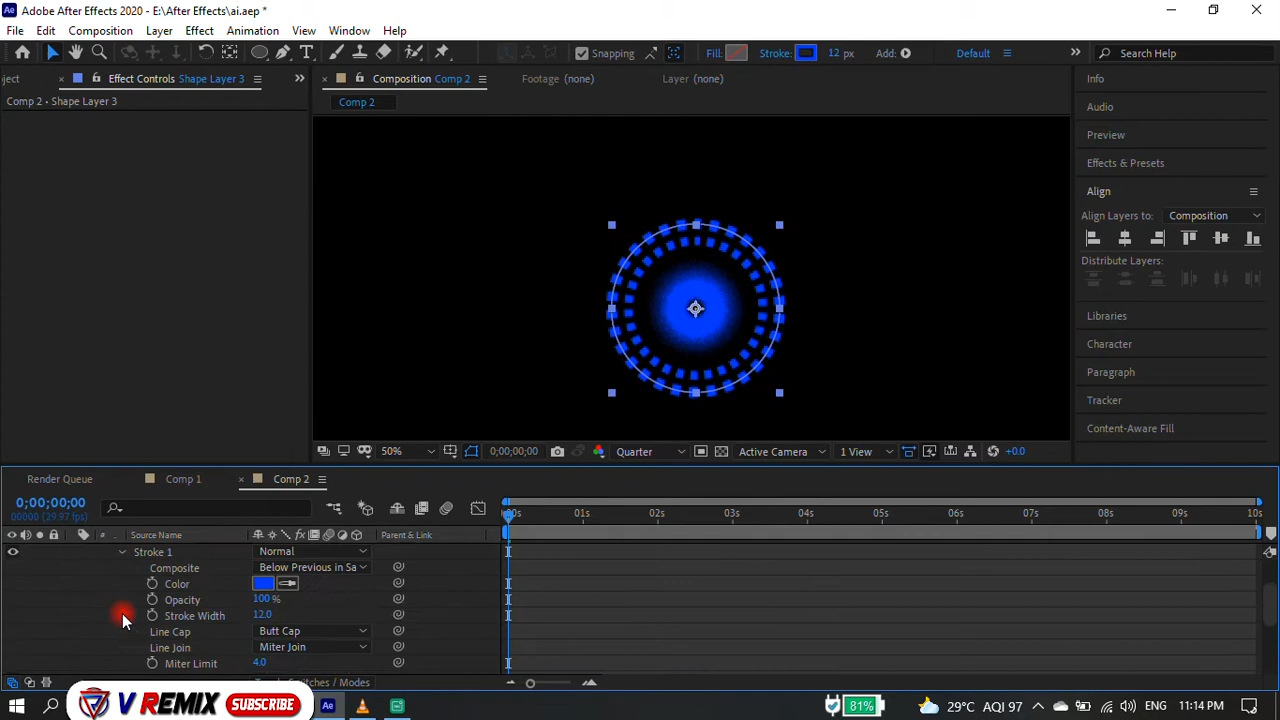 Adobe After Effects 2020 - E:\After Effects\ai.aep *
File Edit Composition Layer Effect Animation View Window Help
Snapping Fill: Stroke: 12 px Add: Default Search Help
ject Effect Controls Shape Layer 3 Composition Comp 2 Footage (none) Layer (none) Info
Comp 2 • Shape Layer 3 Comp 2
Audio
Preview
Effects & Presets
Align
Align Layers to: Composition
Distribute Layers:
Libraries
Character
Paragraph
Tracker
Content-Aware Fill
50% 0;00;00;00 Quarter Active Camera 1 View +0.0
Render Queue Comp 1 Comp 2
0;00;00;00
00000 (29.97 fps)
00s 01s 02s 03s 04s 05s 06s 07s 08s 09s 10s
# Source Name Parent & Link
Stroke 1 Normal
Composite Below Previous in Sa
Color
Opacity 100 %
Stroke Width 12.0
Line Cap Butt Cap
Line Join Miter Join
Miter Limit 4.0
Switches / Modes
V REMIX SUBSCRIBE Ae 81% 29°C AQI 97 ENG 11:14 PM